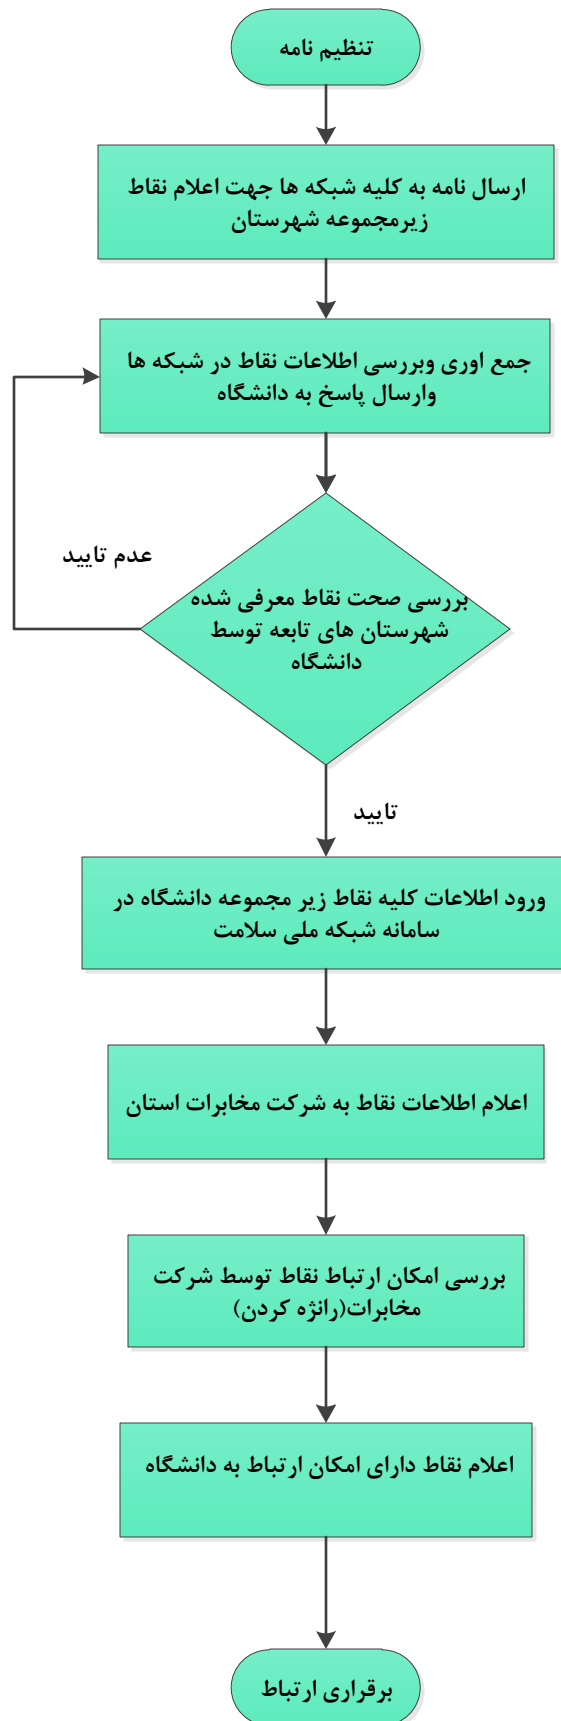 تنظیم نامه
ارسال نامه به کلیه شبکه ها جهت اعلام نقاط
زیرمجموعه شهرستان
جمع اوری وبررسی اطلاعات نقاط در شبکه ها
وارسال پاسخ به دانشگاه
عدم تایید
بررسی صحت نقاط معرفی شده
شهرستان های تابعه توسط
دانشگاه
تایید
ورود اطلاعات کلیه نقاط زیر مجموعه دانشگاه در
سامانه شبکه ملی سلامت
اعلام اطلاعات نقاط به شرکت مخابرات استان
بررسی امکان ارتباط نقاط توسط شرکت
مخابرات(رانژه کردن)
اعلام نقاط دارای امکان ارتباط به دانشگاه
برقراری ارتباط